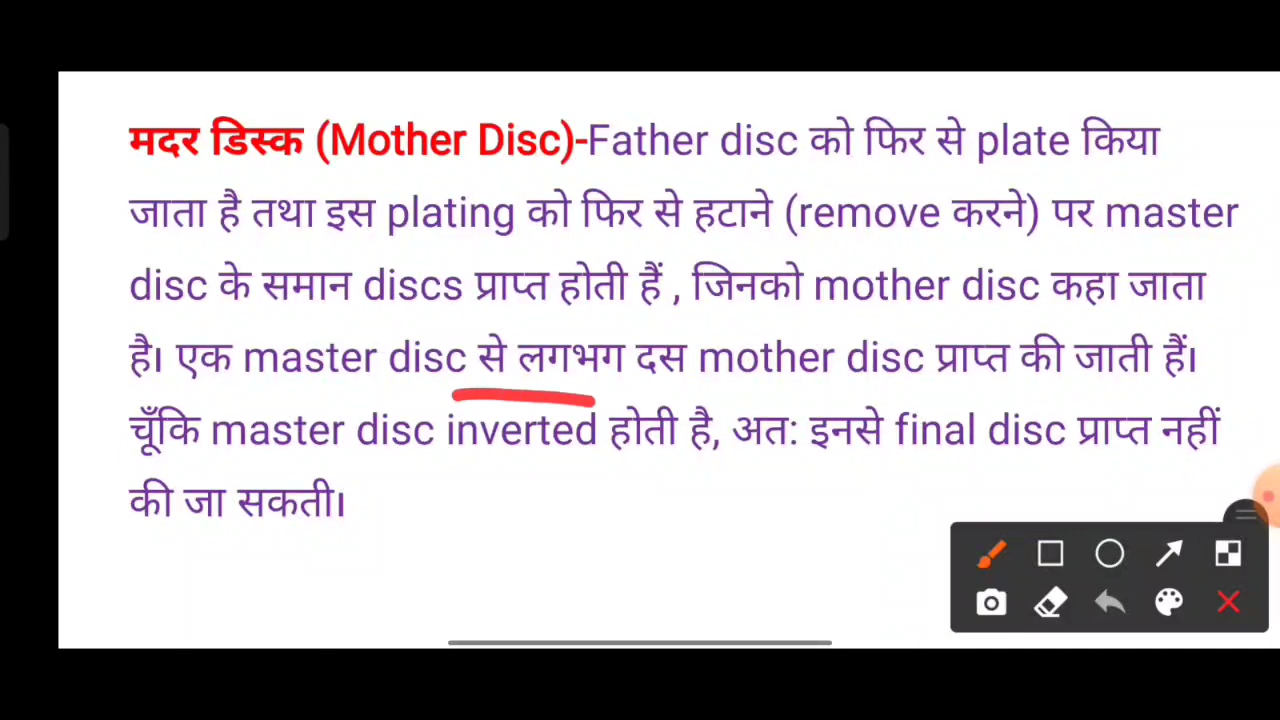 मदर डिस्क (Mother Disc)-Father disc को फिर से plate किया
जाता है तथा इस plating को फिर से हटाने (remove करने) पर master
disc के समान discs प्राप्त होती हैं , जिनको mother disc कहा जाता
है। एक master disc से लगभग दस mother disc प्राप्त की जाती हैं।
चूँकि master disc inverted होती है, अत: इनसे final disc प्राप्त नहीं
की जा सकती।